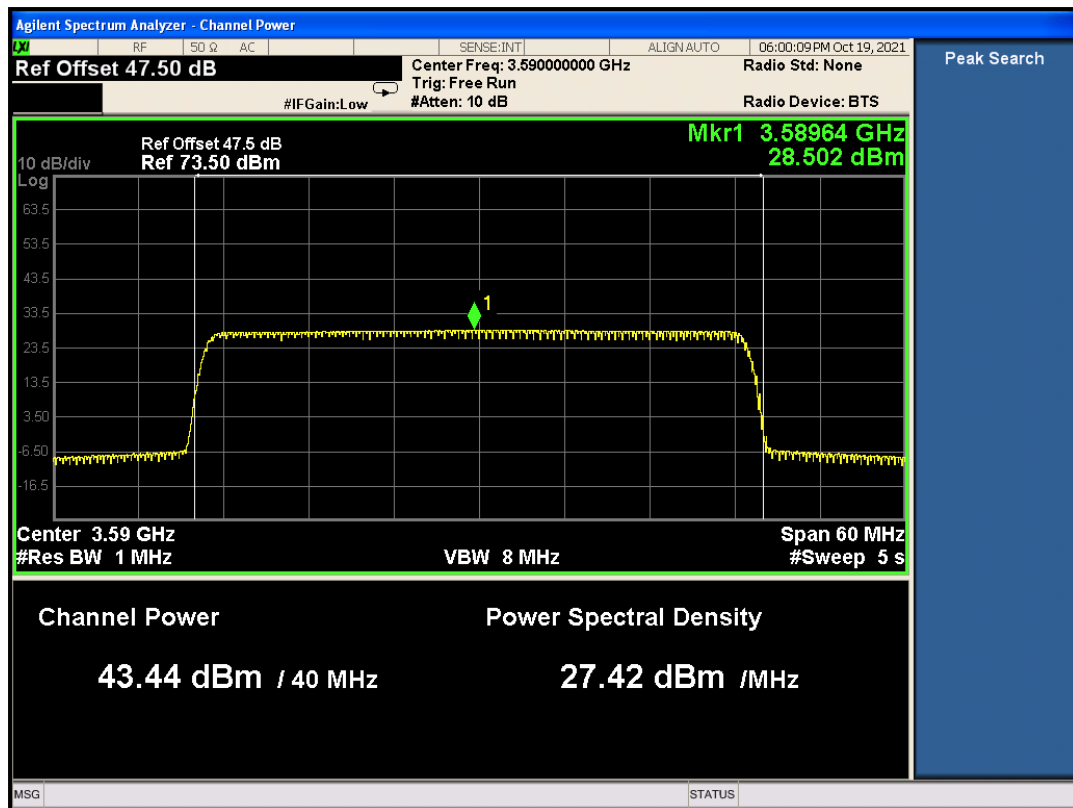 Agilent Spectrum Analyzer - Channel Power
LXI RF 50 Ω AC SENSE:INT ALIGN AUTO 06:00:09 PM Oct 19, 2021
Ref Offset 47.50 dB
Center Freq: 3.590000000 GHz
Radio Std: None
Trig: Free Run
#IFGain:Low
#Atten: 10 dB
Radio Device: BTS
Peak Search
Ref Offset 47.5 dB
Mkr1 3.58964 GHz
10 dB/div
Ref 73.50 dBm
28.502 dBm
Log
63.5
53.5
43.5
33.5
1
23.5
13.5
3.50
-6.50
-16.5
Center 3.59 GHz
Span 60 MHz
#Res BW 1 MHz
VBW 8 MHz
#Sweep 5 s
Channel Power
Power Spectral Density
43.44 dBm / 40 MHz
27.42 dBm /MHz
MSG
STATUS